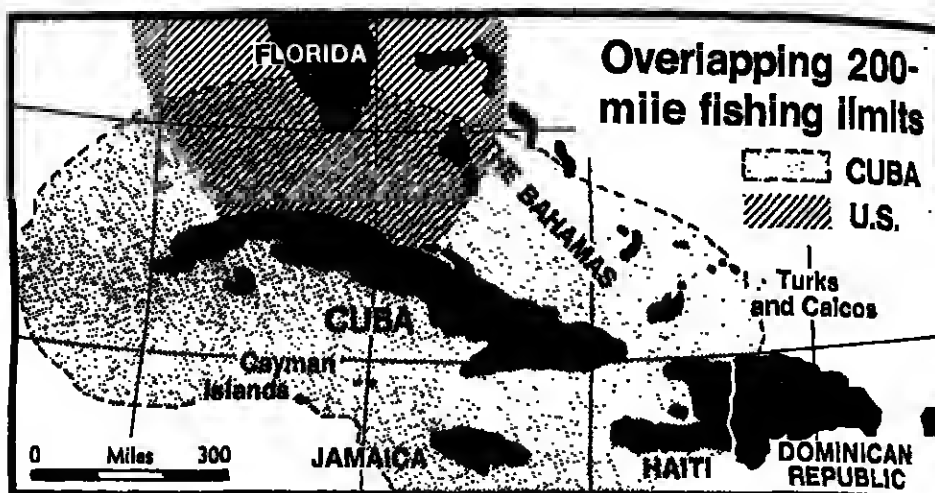 FLORIDA
Overlapping 200-
mile fishing limits
CUBA
U.S.
THE BAHAMAS
Turks
and Caicos
CUBA
Cayman
Islands
0 Miles 300
JAMAICA
HAITI
DOMINICAN
REPUBLIC